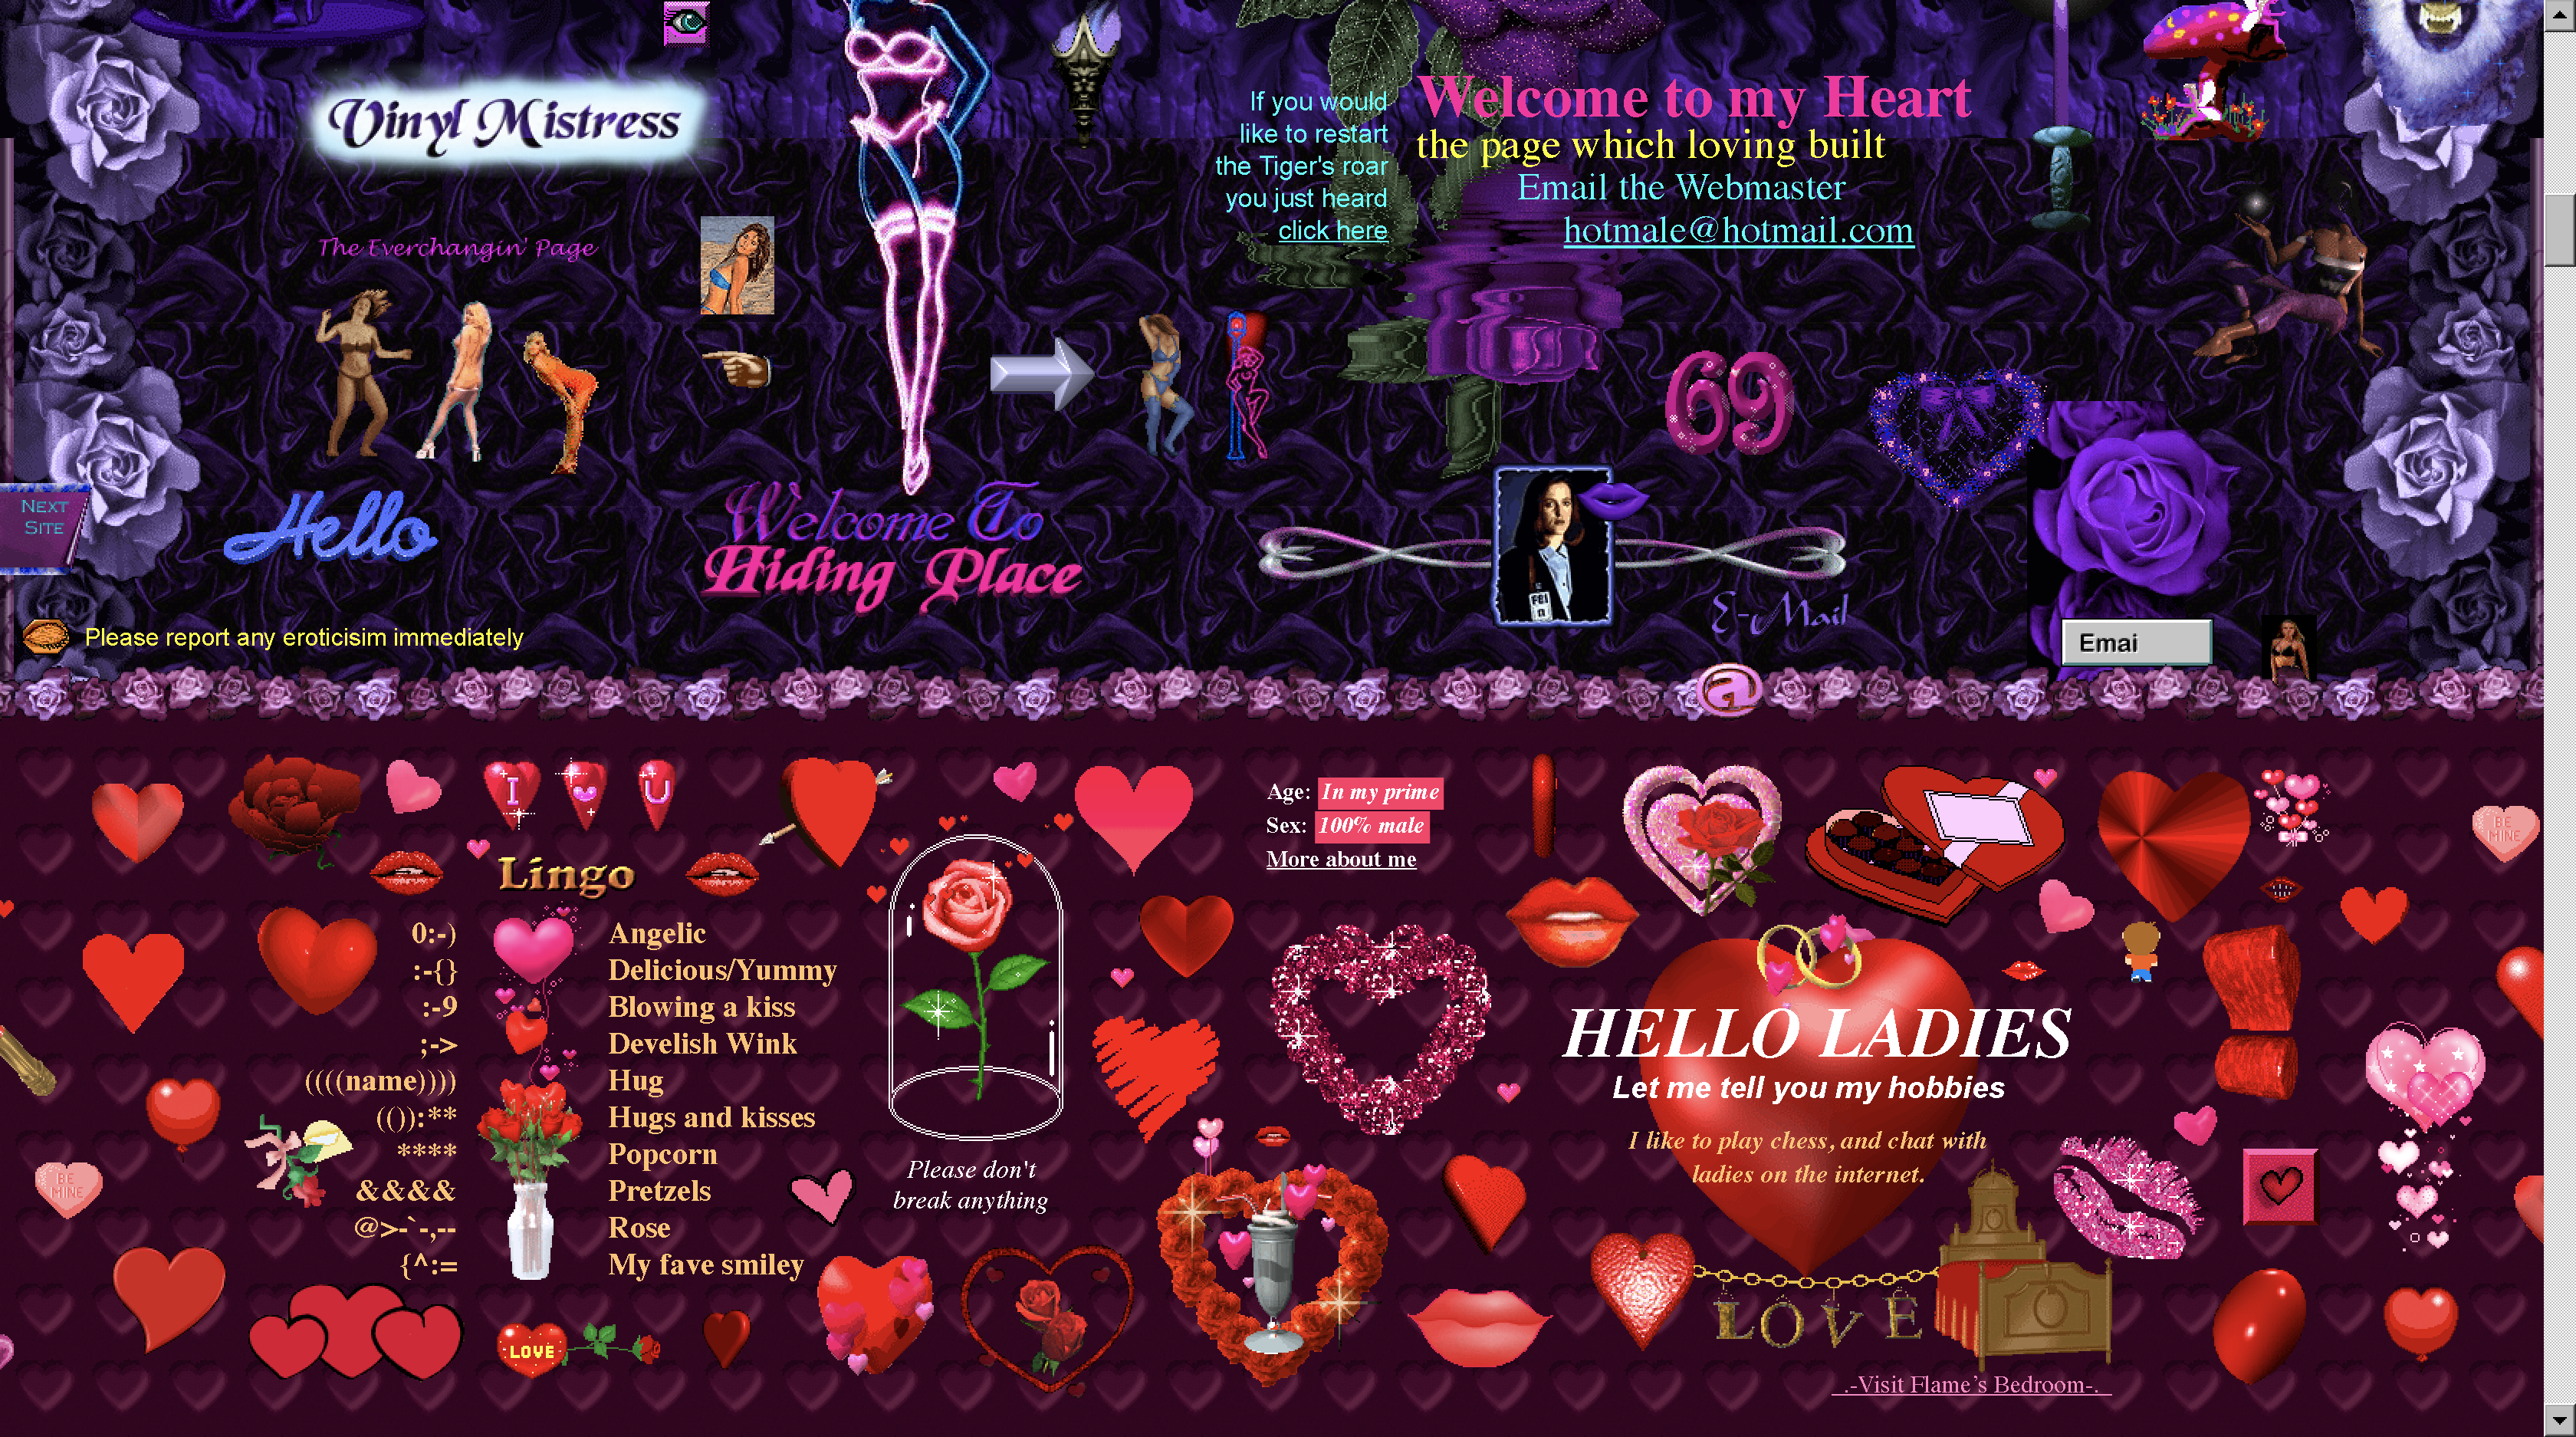 Vinyl Mistress
If you would
like to restart
the Tiger's roar
you just heard
click here
Welcome to my Heart
the page which loving built
Email the Webmaster
hotmale@hotmail.com
The Everchangin' Page
69
NEXT
SITE
Hello
Welcome To
Hiding Place
FBI
E-Mail
Please report any eroticisim immediately
Emai
@
I U
Lingo
0:-) Angelic
:-{} Delicious/Yummy
:-9 Blowing a kiss
;-> Develish Wink
((((name)))) Hug
(()):** Hugs and kisses
**** Popcorn
&&&& Pretzels
@>-`-,-- Rose
{^:= My fave smiley
BE
MINE
LOVE
Please don't
break anything
Age: In my prime
Sex: 100% male
More about me
BE
MINE
HELLO LADIES
Let me tell you my hobbies
I like to play chess, and chat with
ladies on the internet.
LOVE
.-Visit Flame's Bedroom-.